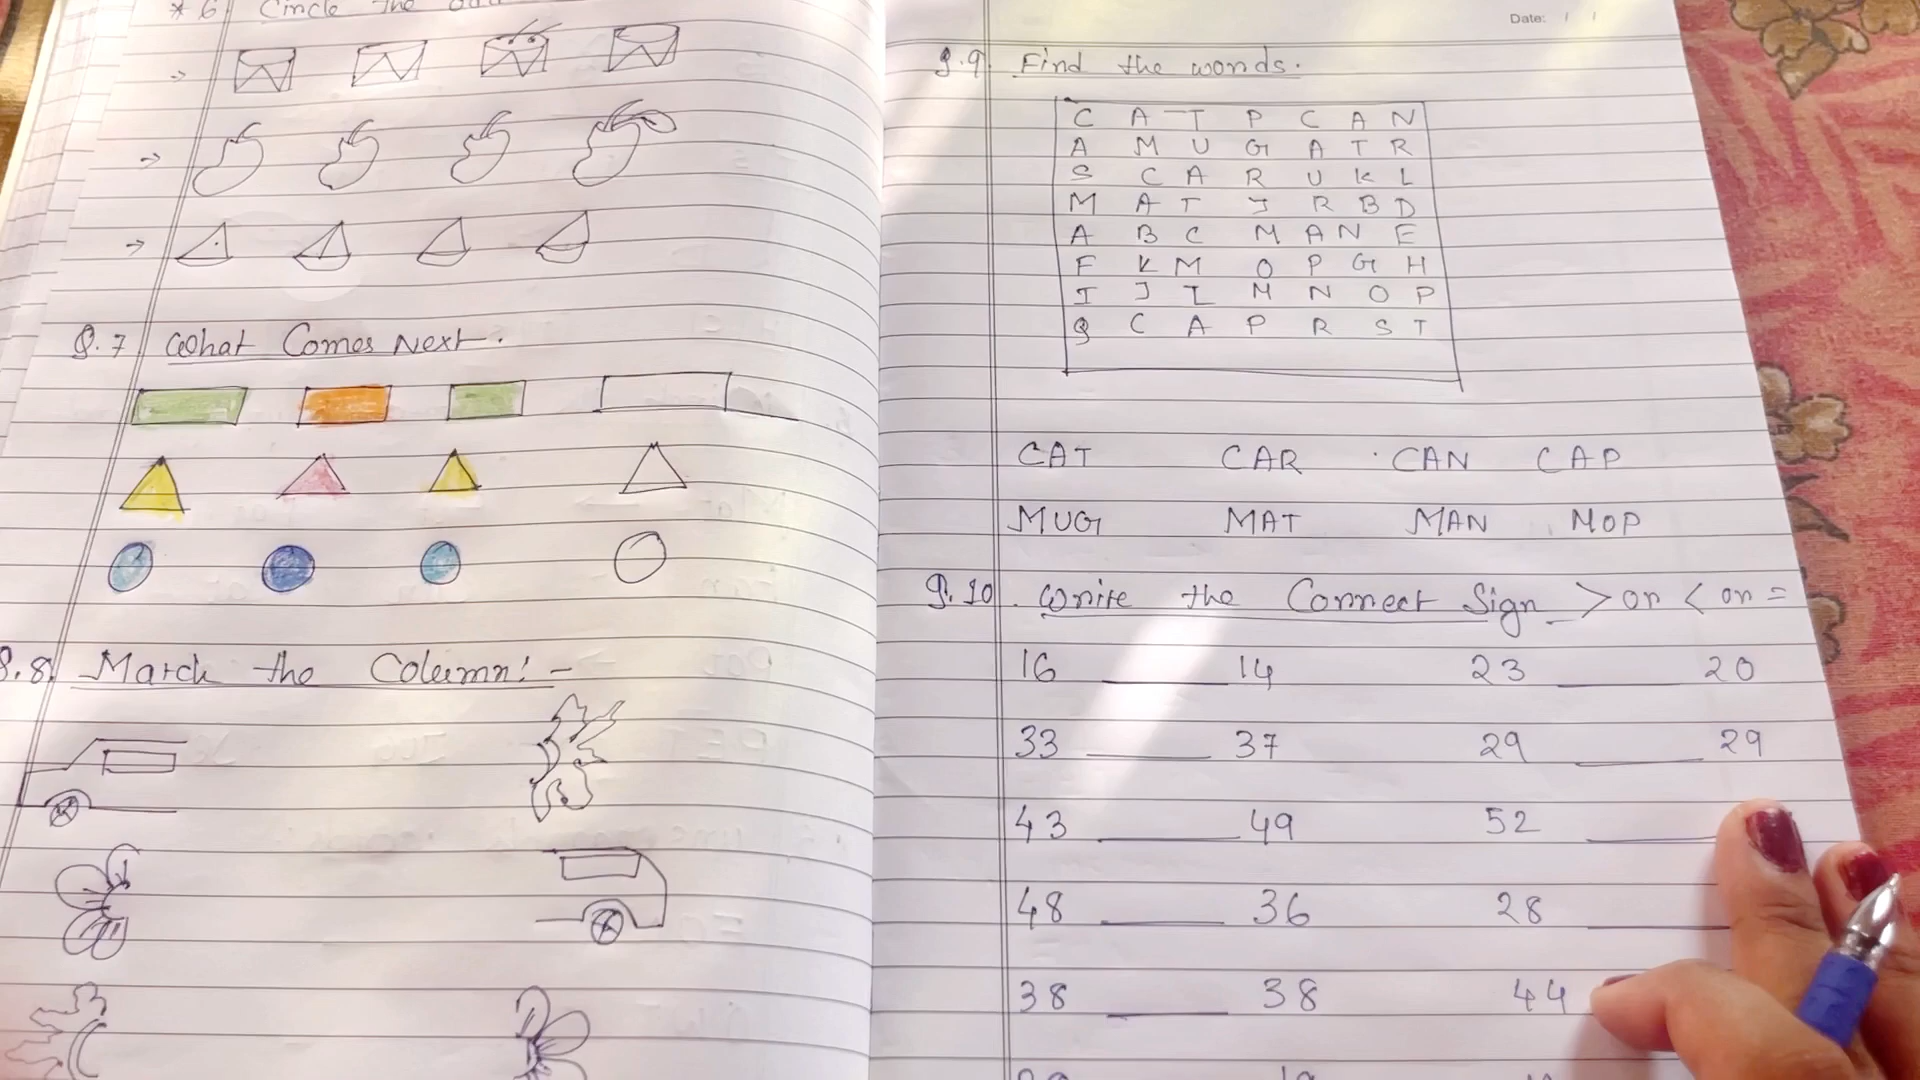 * 6 Circle the
Q.7 What Comes Next.
Q.8. Match the Column:-
Date: / /
Q.9 Find the words.
C A T P C A N
A M U G A T R
S C A R U K L
M A T J R B D
A B C M A N E
F K M O P G H
I J L M N O P
Q C A P R S T
CAT CAR CAN CAP
MUG MAT MAN MOP
Q.10. Write the Correct Sign > or < or =
16 ____ 14 23 ____ 20
33 ____ 37 29 ____ 29
43 ____ 49 52 ____
48 ____ 36 28 ____
38 ____ 38 44